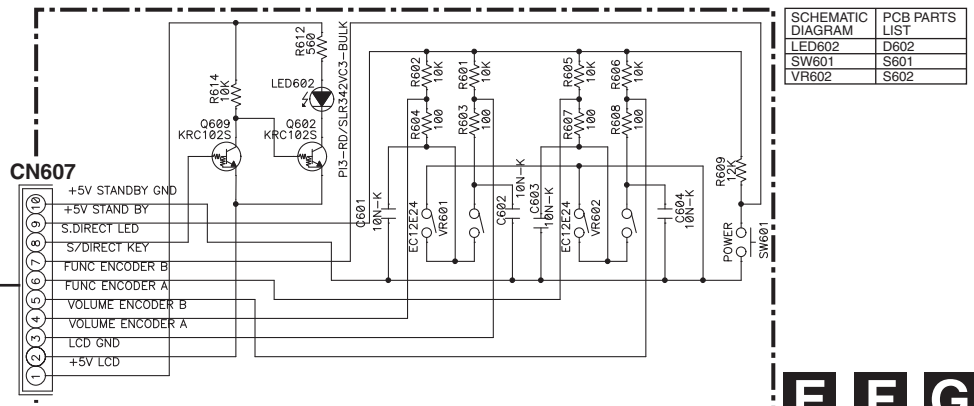 SCHEMATIC DIAGRAM
PCB PARTS LIST
LED602
D602
SW601
S601
VR602
S602
R612
560
PI3-RD/SLR342VC3-BULK
R614
10K
LED602
Q609
KRC102S
Q602
KRC102S
R602
10K
R601
10K
R605
10K
R606
10K
R604
100
R603
100
R607
100
R608
100
R609
12K
C601
10N-K
EC12E24
VR601
C602
10N-K
C603
10N-K
EC12E24
VR602
C604
10N-K
POWER
SW601
CN607
10
+5V STANDBY GND
9
+5V STAND BY
8
S.DIRECT LED
7
S/DIRECT KEY
6
FUNC ENCODER B
5
FUNC ENCODER A
4
VOLUME ENCODER B
3
VOLUME ENCODER A
2
LCD GND
1
+5V LCD